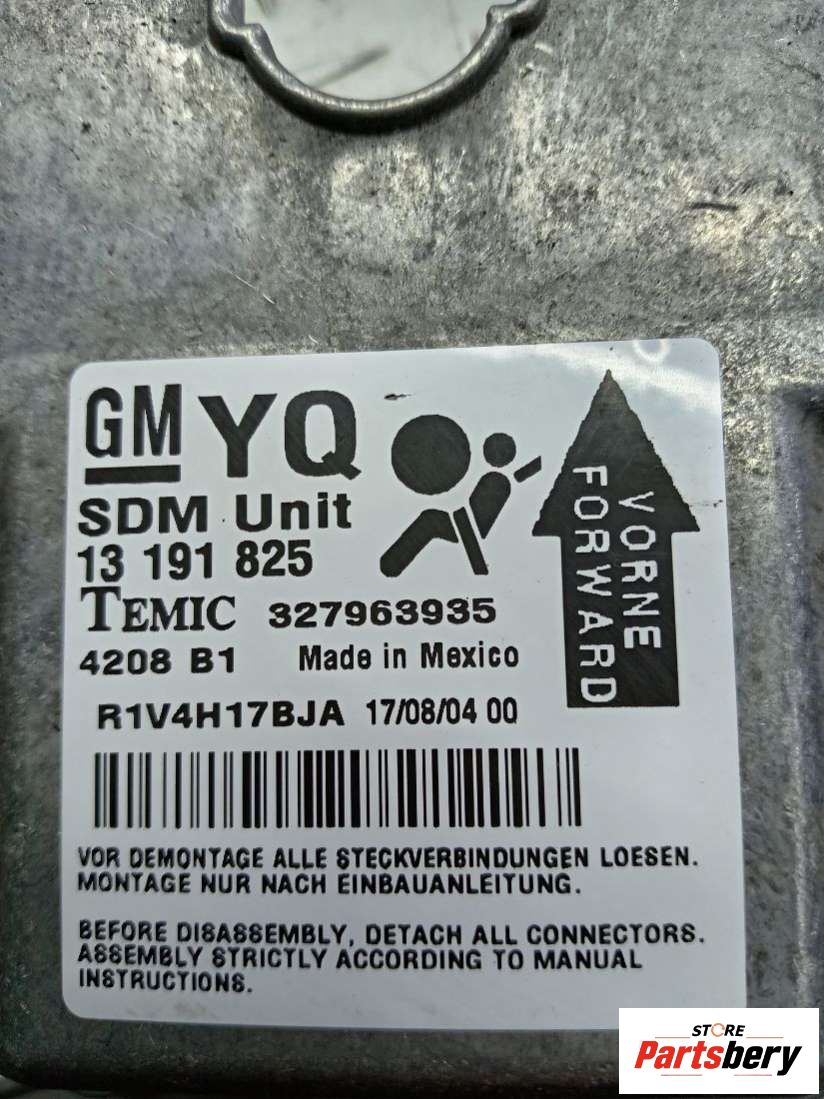 GM YQ
SDM Unit
13 191 825
TEMIC 327963935
4208 B1 Made in Mexico
R1V4H17BJA 17/08/04 00
VORNE
FORWARD
VOR DEMONTAGE ALLE STECKVERBINDUNGEN LOESEN.
MONTAGE NUR NACH EINBAUANLEITUNG.
BEFORE DISASSEMBLY, DETACH ALL CONNECTORS.
ASSEMBLY STRICTLY ACCORDING TO MANUAL
INSTRUCTIONS.
STORE
Partsbery